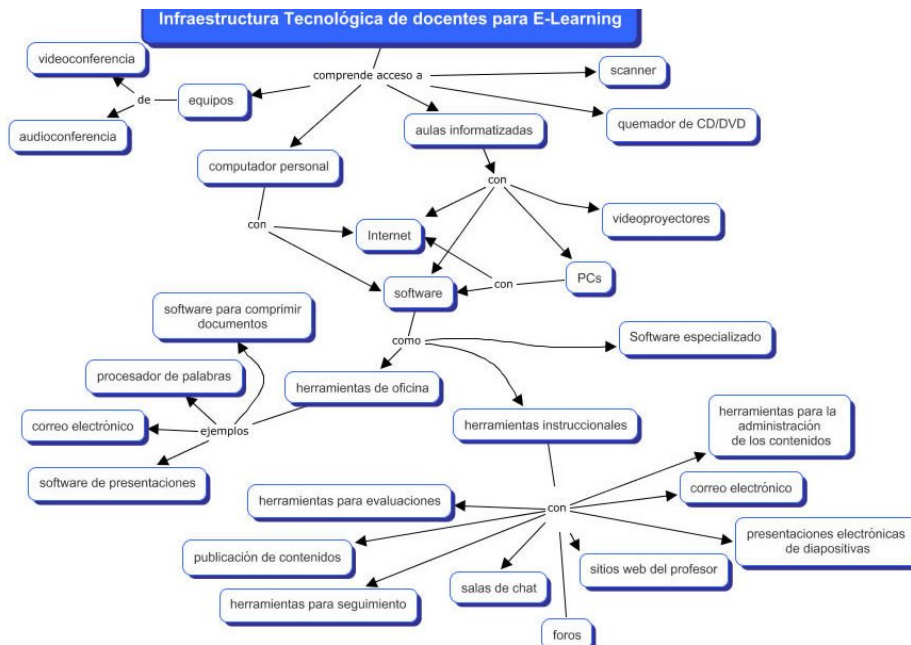 Infraestructura Tecnológica de docentes para E-Learning
videoconferencia
comprende acceso a
scanner
de
equipos
audioconferencia
aulas informatizadas
quemador de CD/DVD
computador personal
con
con
Internet
videoproyectores
software
con
PCs
software para comprimir
documentos
como
Software especializado
procesador de palabras
herramientas de oficina
correo electrónico
ejemplos
herramientas instruccionales
herramientas para la
administración
de los contenidos
software de presentaciones
herramientas para evaluaciones
con
correo electrónico
publicación de contenidos
presentaciones electrónicas
de diapositivas
sitios web del profesor
herramientas para seguimiento
salas de chat
foros